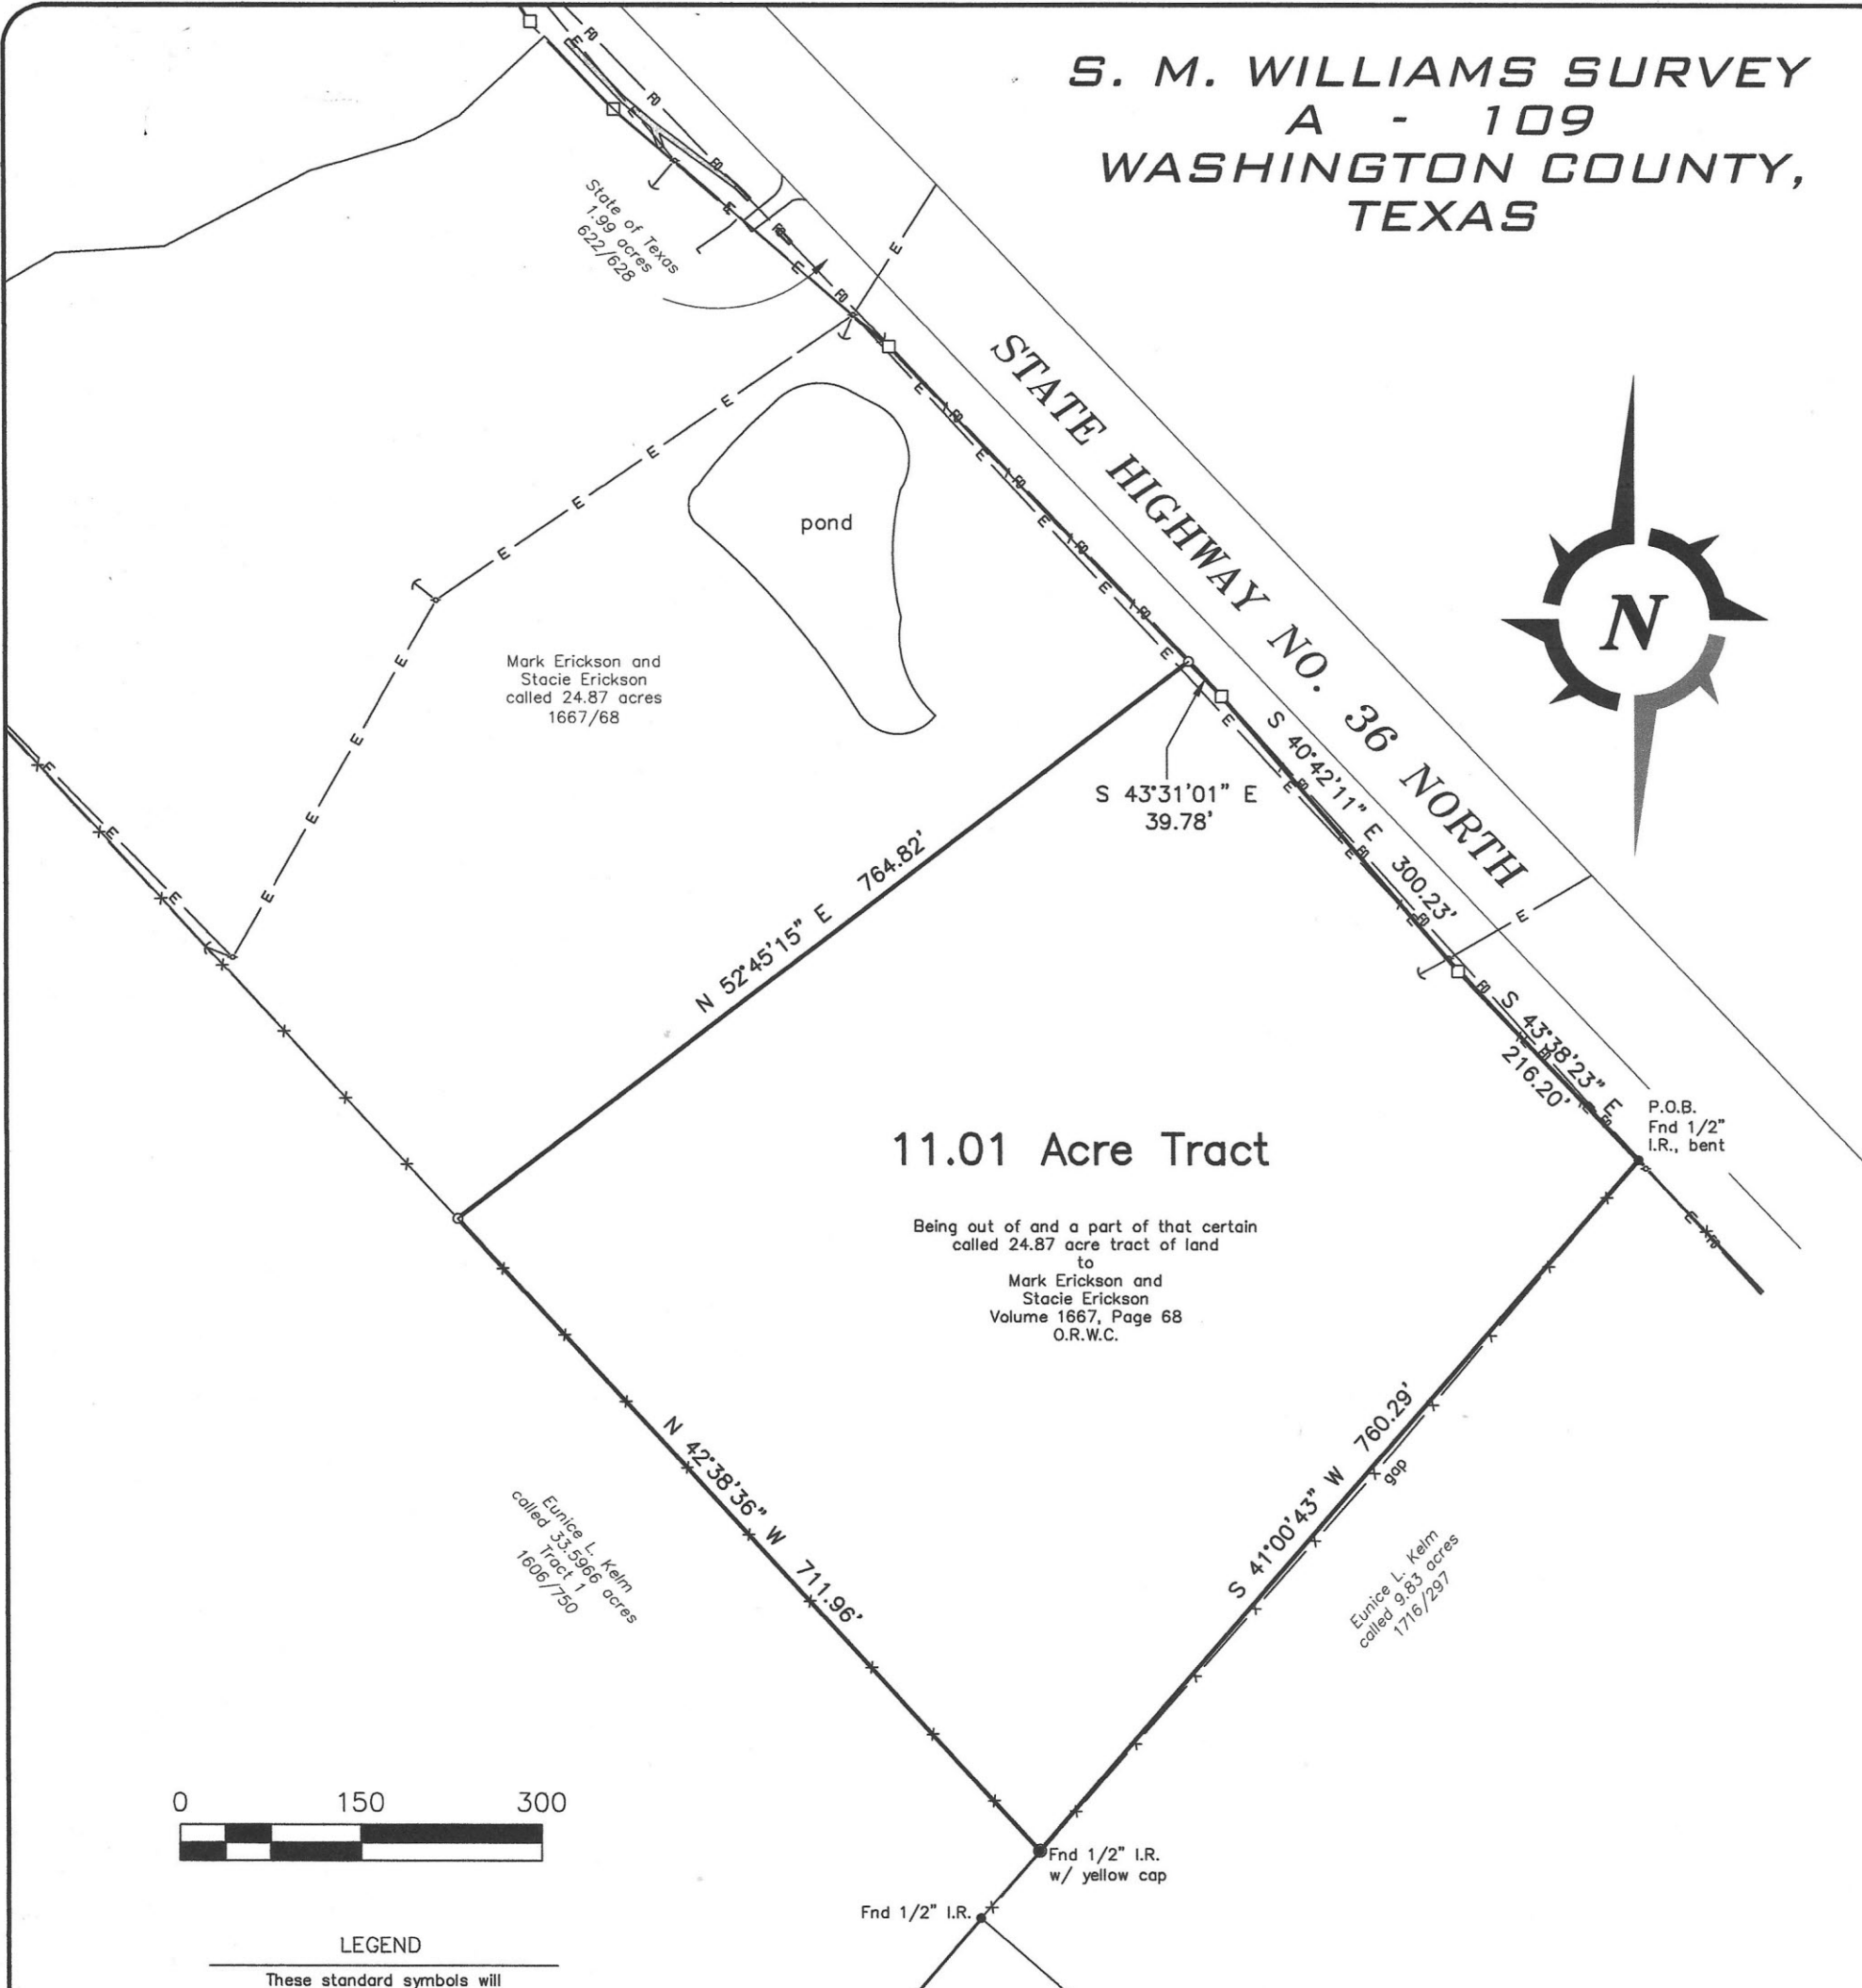 S. M. WILLIAMS SURVEY
A - 109
WASHINGTON COUNTY,
TEXAS
State of Texas
1.99 acres
622/628
STATE HIGHWAY NO. 36 NORTH
N
pond
Mark Erickson and
Stacie Erickson
called 24.87 acres
1667/68
S 43°31'01" E
39.78'
S 40°42'11" E 300.23'
N 52°45'15" E 764.82'
S 43°38'23" E
216.20'
P.O.B.
Fnd 1/2"
I.R., bent
11.01 Acre Tract
Being out of and a part of that certain
called 24.87 acre tract of land
to
Mark Erickson and
Stacie Erickson
Volume 1667, Page 68
O.R.W.C.
N 42°38'36" W 711.96'
S 41°00'43" W 760.29'
gap
Eunice L. Kelm
called 33.5966 acres
Tract 1
1606/750
Eunice L. Kelm
called 9.83 acres
1716/297
0 150 300
Fnd 1/2" I.R.
w/ yellow cap
Fnd 1/2" I.R.
LEGEND
These standard symbols will